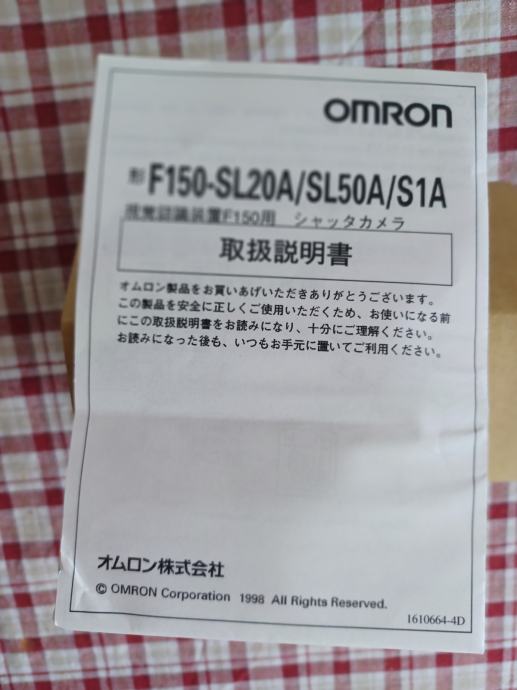 OMRON
形 F150-SL20A/SL50A/S1A
視覚認識装置F150用 シャッタカメラ
取扱説明書
オムロン製品をお買いあげいただきありがとうございます。
この製品を安全に正しくご使用いただくため、お使いになる前
にこの取扱説明書をお読みになり、十分にご理解ください。
お読みになった後も、いつもお手元に置いてご利用ください。
オムロン株式会社
© OMRON Corporation 1998 All Rights Reserved.
1610664-4D